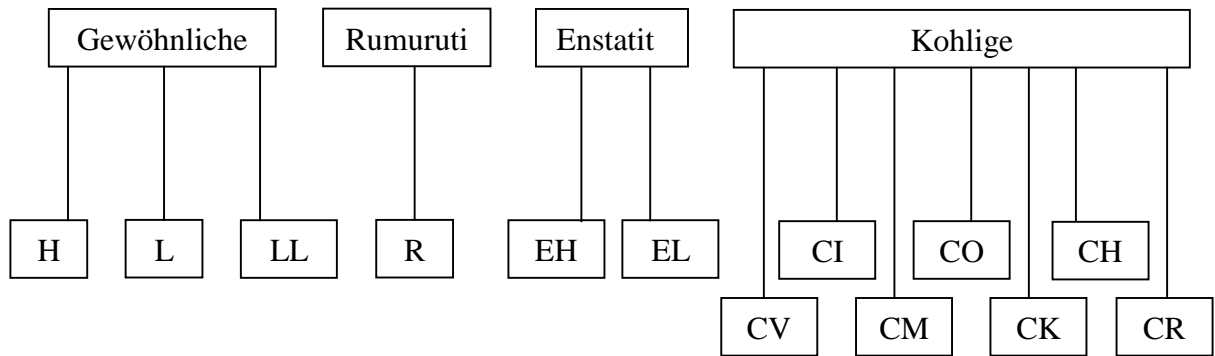 Gewöhnliche Rumuruti Enstatit Kohlige
H L LL R EH EL CI CO CH
CV CM CK CR